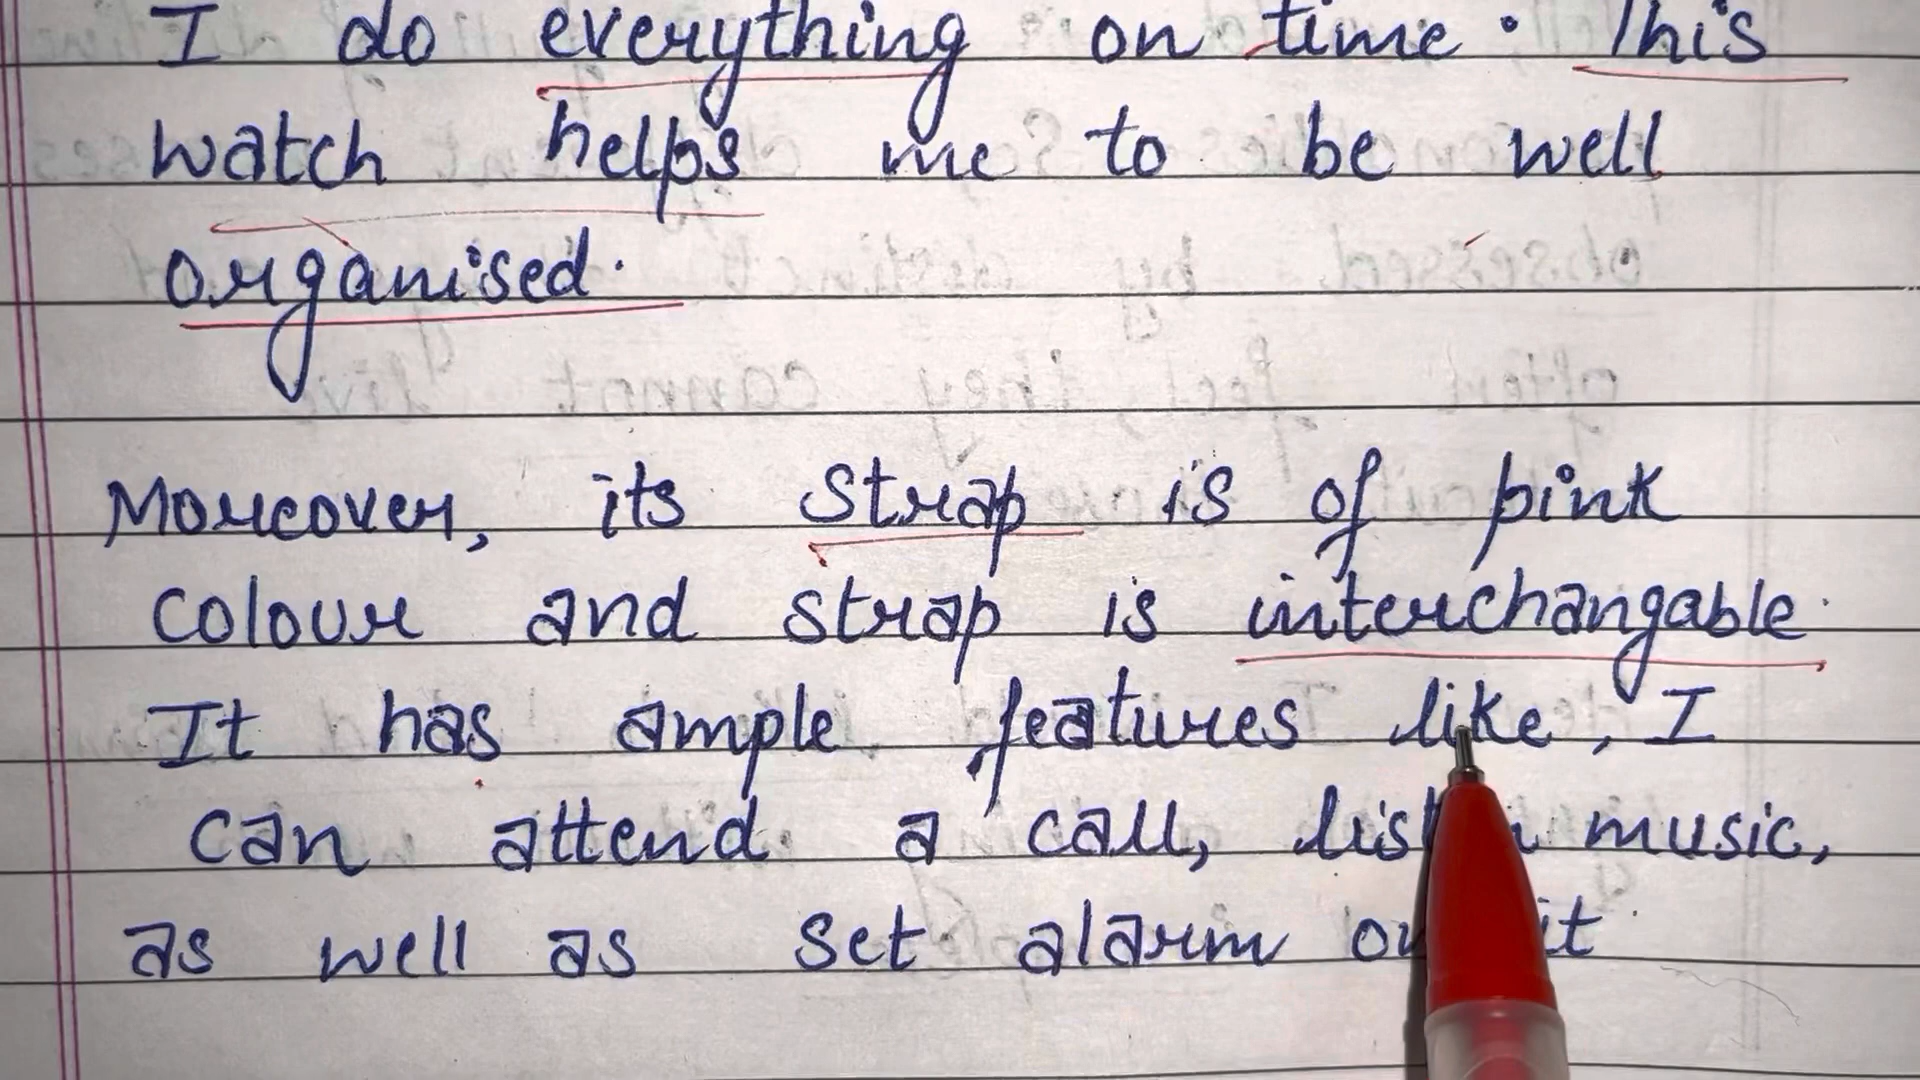 I do everything on time. This
watch helps me to be well
organised.
Moreover, its strap is of pink
colour and strap is interchangable.
It has ample features like, I
can attend a call, music,
as well as set alarm it